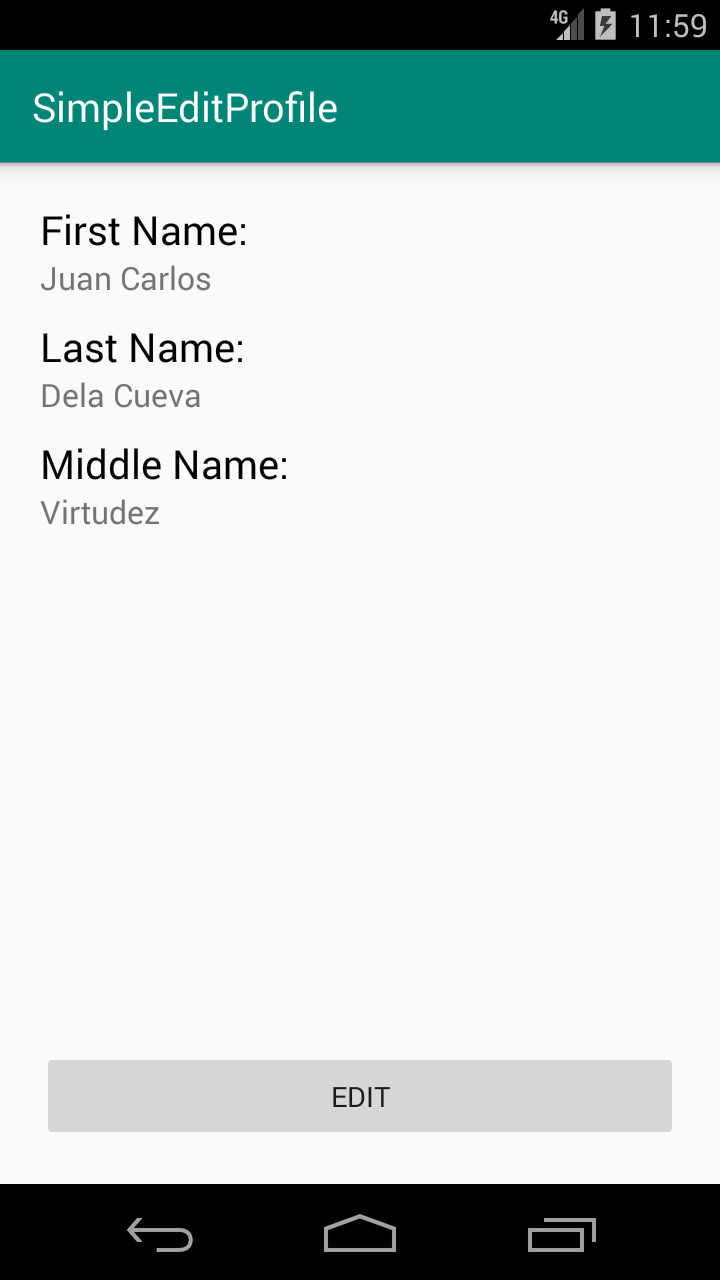 4G 11:59
SimpleEditProfile
First Name:
Juan Carlos
Last Name:
Dela Cueva
Middle Name:
Virtudez
EDIT